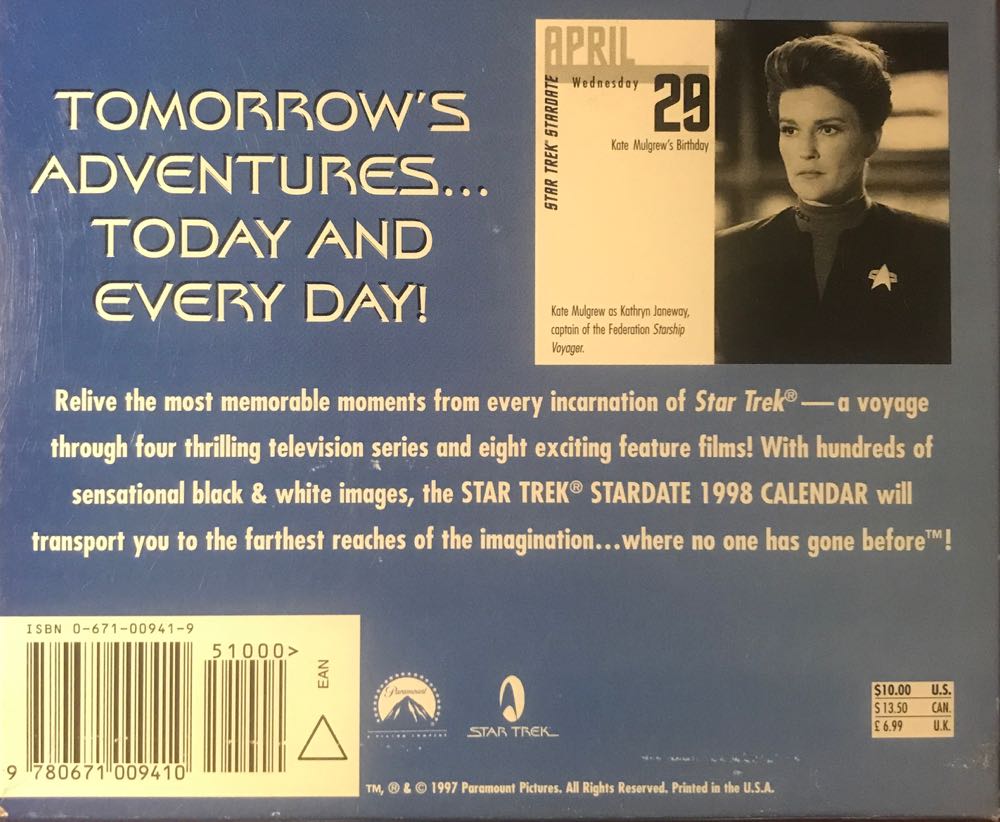 TOMORROW'S
ADVENTURES...
TODAY AND
EVERY DAY!
APRIL
Wednesday
29
Kate Mulgrew's Birthday
STAR TREK® STARDATE
Kate Mulgrew as Kathryn Janeway,
captain of the Federation Starship
Voyager.
Relive the most memorable moments from every incarnation of Star Trek®—a voyage
through four thrilling television series and eight exciting feature films! With hundreds of
sensational black & white images, the STAR TREK® STARDATE 1998 CALENDAR will
transport you to the farthest reaches of the imagination...where no one has gone before™!
ISBN 0-671-00941-9
51000>
EAN
9 780671 009410
Paramount
STAR TREK
$10.00 U.S.
$13.50 CAN.
£6.99 U.K.
TM, ® & © 1997 Paramount Pictures. All Rights Reserved. Printed in the U.S.A.